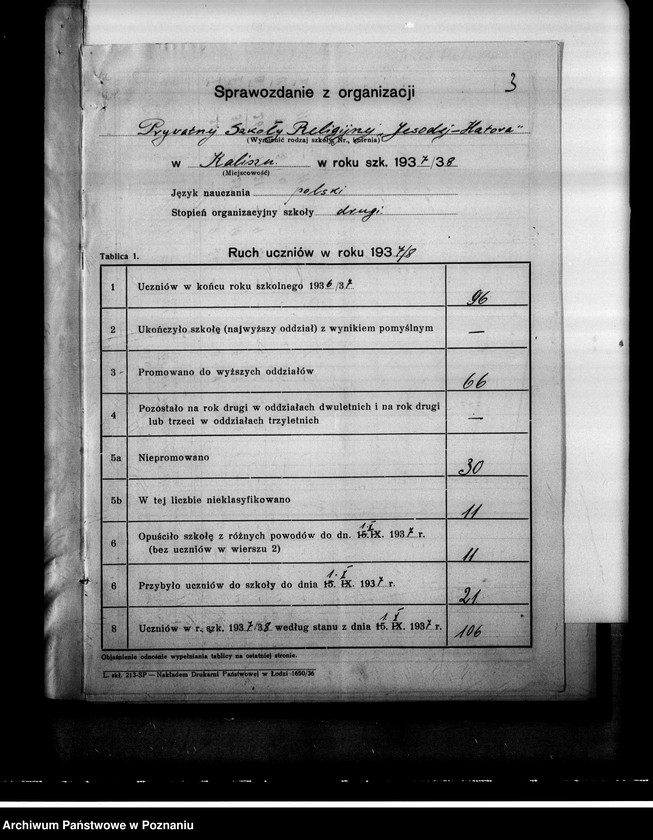 3
Sprawozdanie z organizacji
Prywatnej Szkoły Religijnej „Jesodej-Hatora"
(Wymienić rodzaj szkoły, Nr., imienia)
w Kaliszu w roku szk. 1937/38
(Miejscowość)
Język nauczania polski
Stopień organizacyjny szkoły drugi.
Tablica 1. Ruch uczniów w roku 1937/8
1 Uczniów w końcu roku szkolnego 1936/37 96
2 Ukończyło szkołę (najwyższy oddział) z wynikiem pomyślnym —
3 Promowano do wyższych oddziałów 66
4 Pozostało na rok drugi w oddziałach dwuletnich i na rok drugi
lub trzeci w oddziałach trzyletnich —
5a Niepromowano 30
5b W tej liczbie nieklasyfikowano 11
1. X
6 Opuściło szkołę z różnych powodów do dn. 15. IX. 1937 r.
(bez uczniów w wierszu 2) 11
1. X
6 Przybyło uczniów do szkoły do dnia 15. IX. 1937 r. 21
1 X
8 Uczniów w r. szk. 1937/38 według stanu z dnia 15. IX. 1937 r. 106
Objaśnienie odnośnie wypełniania tablicy na ostatniej stronie.
L. skł. 213-SP — Nakładem Drukarni Państwowej w Łodzi -1650/36
Archiwum Państwowe w Poznaniu